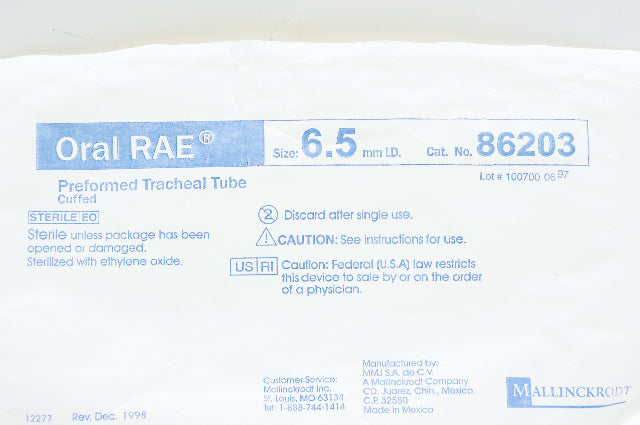 Oral RAE® Size: 6.5 mm I.D. Cat. No. 86203
Lot # 100700 06 97
Preformed Tracheal Tube
Cuffed
STERILE EO
Sterile unless package has been
opened or damaged.
Sterilized with ethylene oxide.
2 Discard after single use.
CAUTION: See instructions for use.
US RI Caution: Federal (U.S.A) law restricts
this device to sale by or on the order
of a physician.
Customer Service:
Mallinckrodt Inc.
St. Louis, MO 63134
Tel: 1-888-744-1414
Manufactured by:
MMJ S.A. de C.V.
A Mallinckrodt Company
CD. Juarez, Chih., Mexico
C.P. 32580
Made in Mexico
MALLINCKRODT
12277 Rev. Dec. 1998